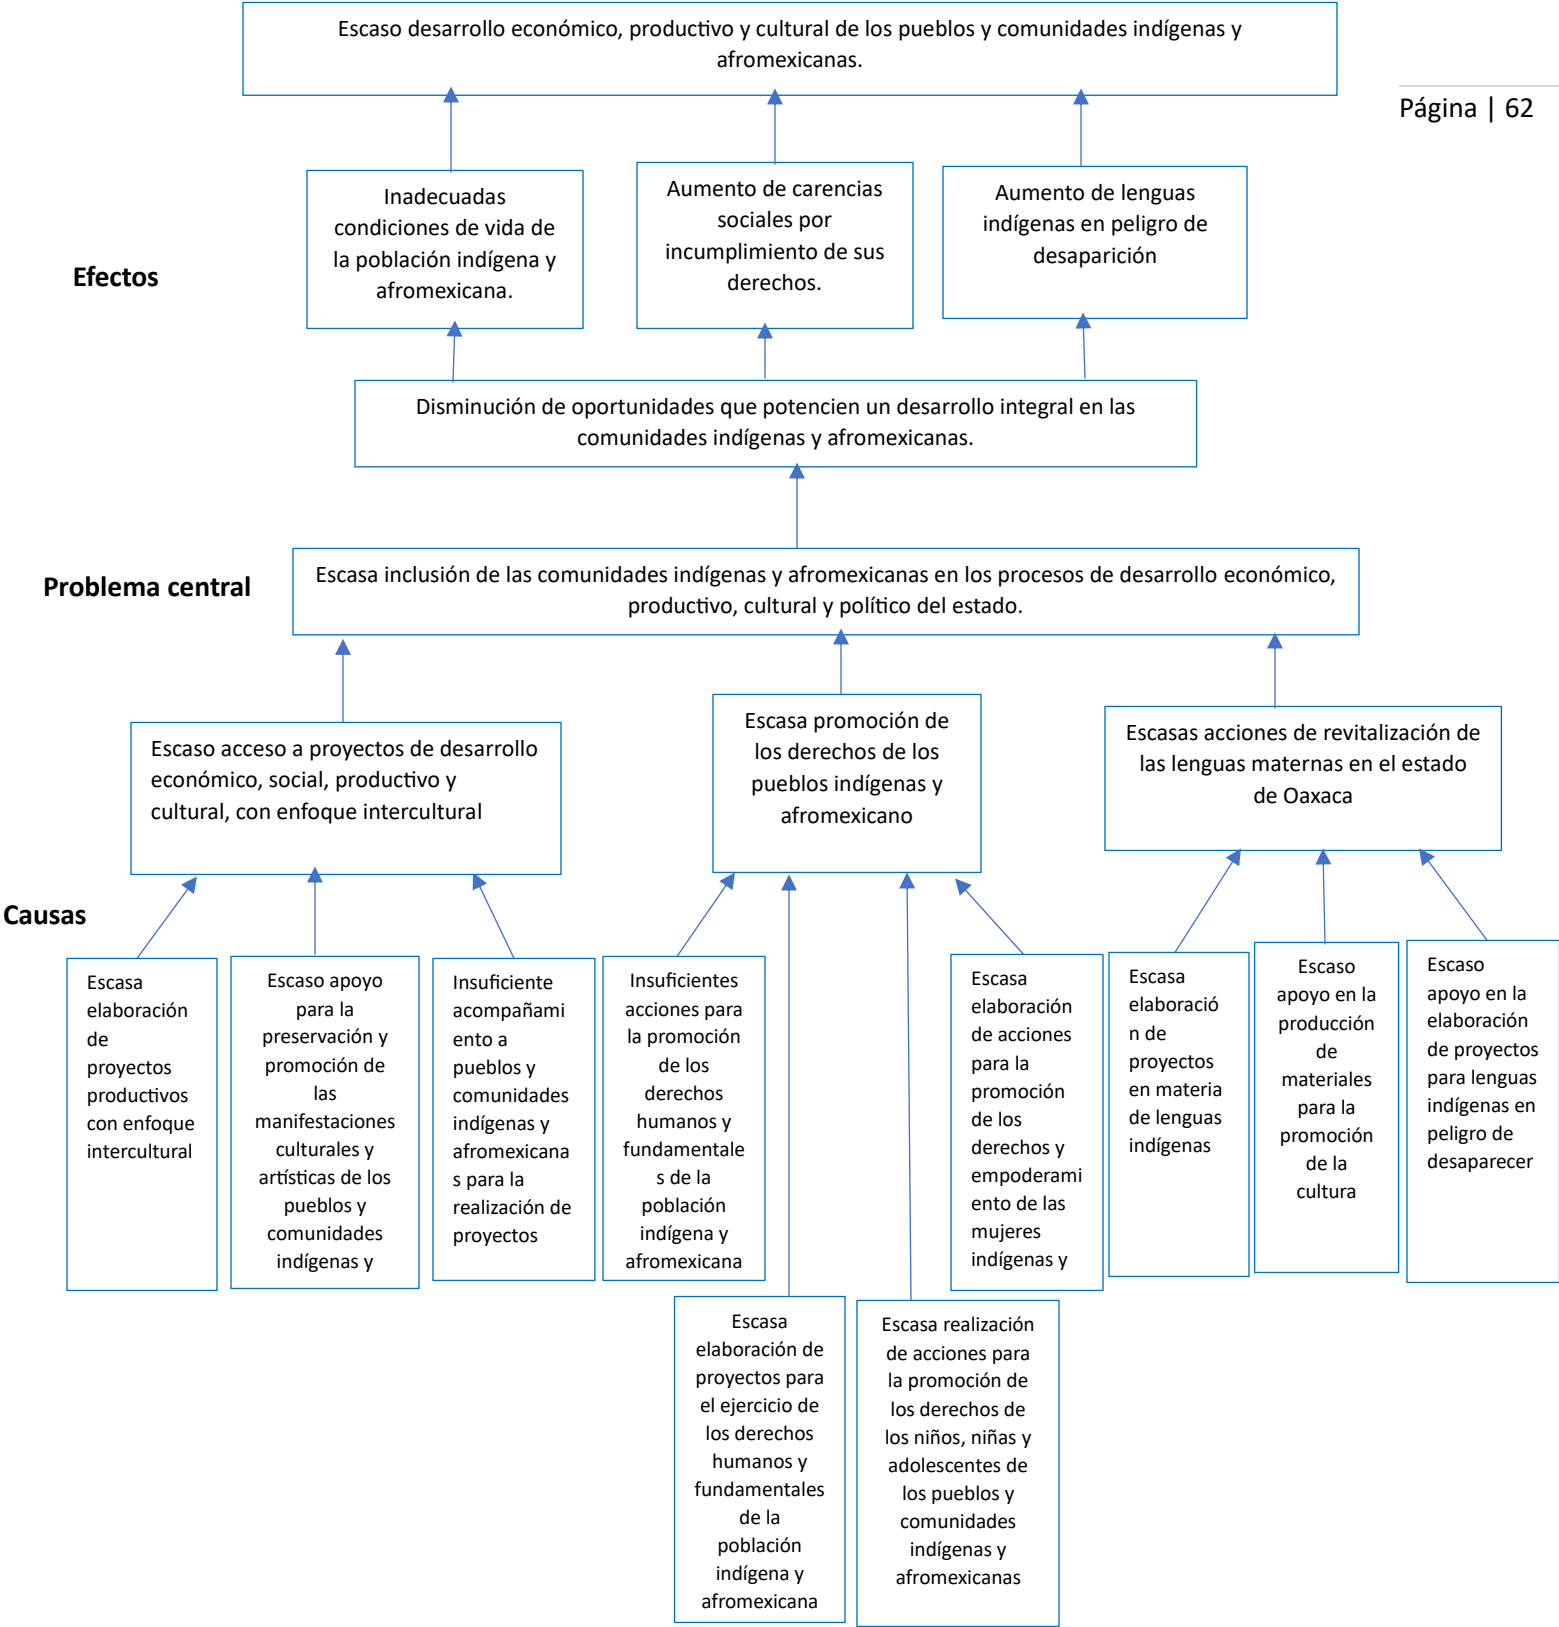 Escaso desarrollo económico, productivo y cultural de los pueblos y comunidades indígenas y
afromexicanas.
Página | 62
Inadecuadas
condiciones de vida de
la población indígena y
afromexicana.
Aumento de carencias
sociales por
incumplimiento de sus
derechos.
Aumento de lenguas
indígenas en peligro de
desaparición
Efectos
Disminución de oportunidades que potencien un desarrollo integral en las
comunidades indígenas y afromexicanas.
Problema central
Escasa inclusión de las comunidades indígenas y afromexicanas en los procesos de desarrollo económico,
productivo, cultural y político del estado.
Escaso acceso a proyectos de desarrollo
económico, social, productivo y
cultural, con enfoque intercultural
Escasa promoción de
los derechos de los
pueblos indígenas y
afromexicano
Escasas acciones de revitalización de
las lenguas maternas en el estado
de Oaxaca
Causas
Escasa
elaboración
de
proyectos
productivos
con enfoque
intercultural
Escaso apoyo
para la
preservación y
promoción de
las
manifestaciones
culturales y
artísticas de los
pueblos y
comunidades
indígenas y
Insuficiente
acompañami
ento a
pueblos y
comunidades
indígenas y
afromexicana
s para la
realización de
proyectos
Insuficientes
acciones para
la promoción
de los
derechos
humanos y
fundamentale
s de la
población
indígena y
afromexicana
Escasa
elaboración
de acciones
para la
promoción
de los
derechos y
empoderami
ento de las
mujeres
indígenas y
Escasa
elaboració
n de
proyectos
en materia
de lenguas
indígenas
Escaso
apoyo en la
producción
de
materiales
para la
promoción
de la
cultura
Escaso
apoyo en la
elaboración
de proyectos
para lenguas
indígenas en
peligro de
desaparecer
Escasa
elaboración de
proyectos para
el ejercicio de
los derechos
humanos y
fundamentales
de la
población
indígena y
afromexicana
Escasa realización
de acciones para
la promoción de
los derechos de
los niños, niñas y
adolescentes de
los pueblos y
comunidades
indígenas y
afromexicanas